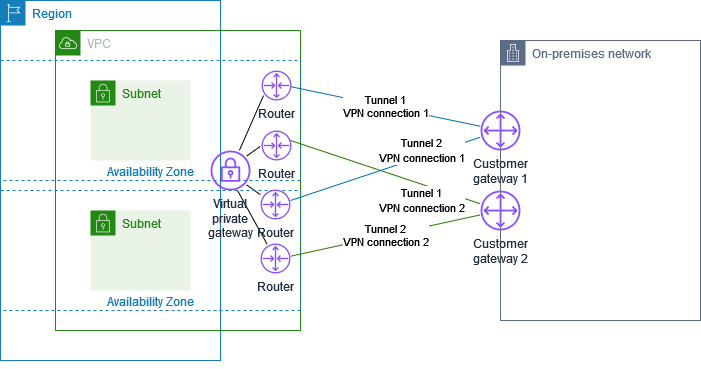 Region
VPC
On-premises network
Subnet
Router
Tunnel 1
VPN connection 1
Availability Zone
Router
Tunnel 2
VPN connection 1
Customer
gateway 1
Virtual
private
gateway
Tunnel 1
VPN connection 2
Subnet
Router
Tunnel 2
VPN connection 2
Customer
gateway 2
Availability Zone
Router